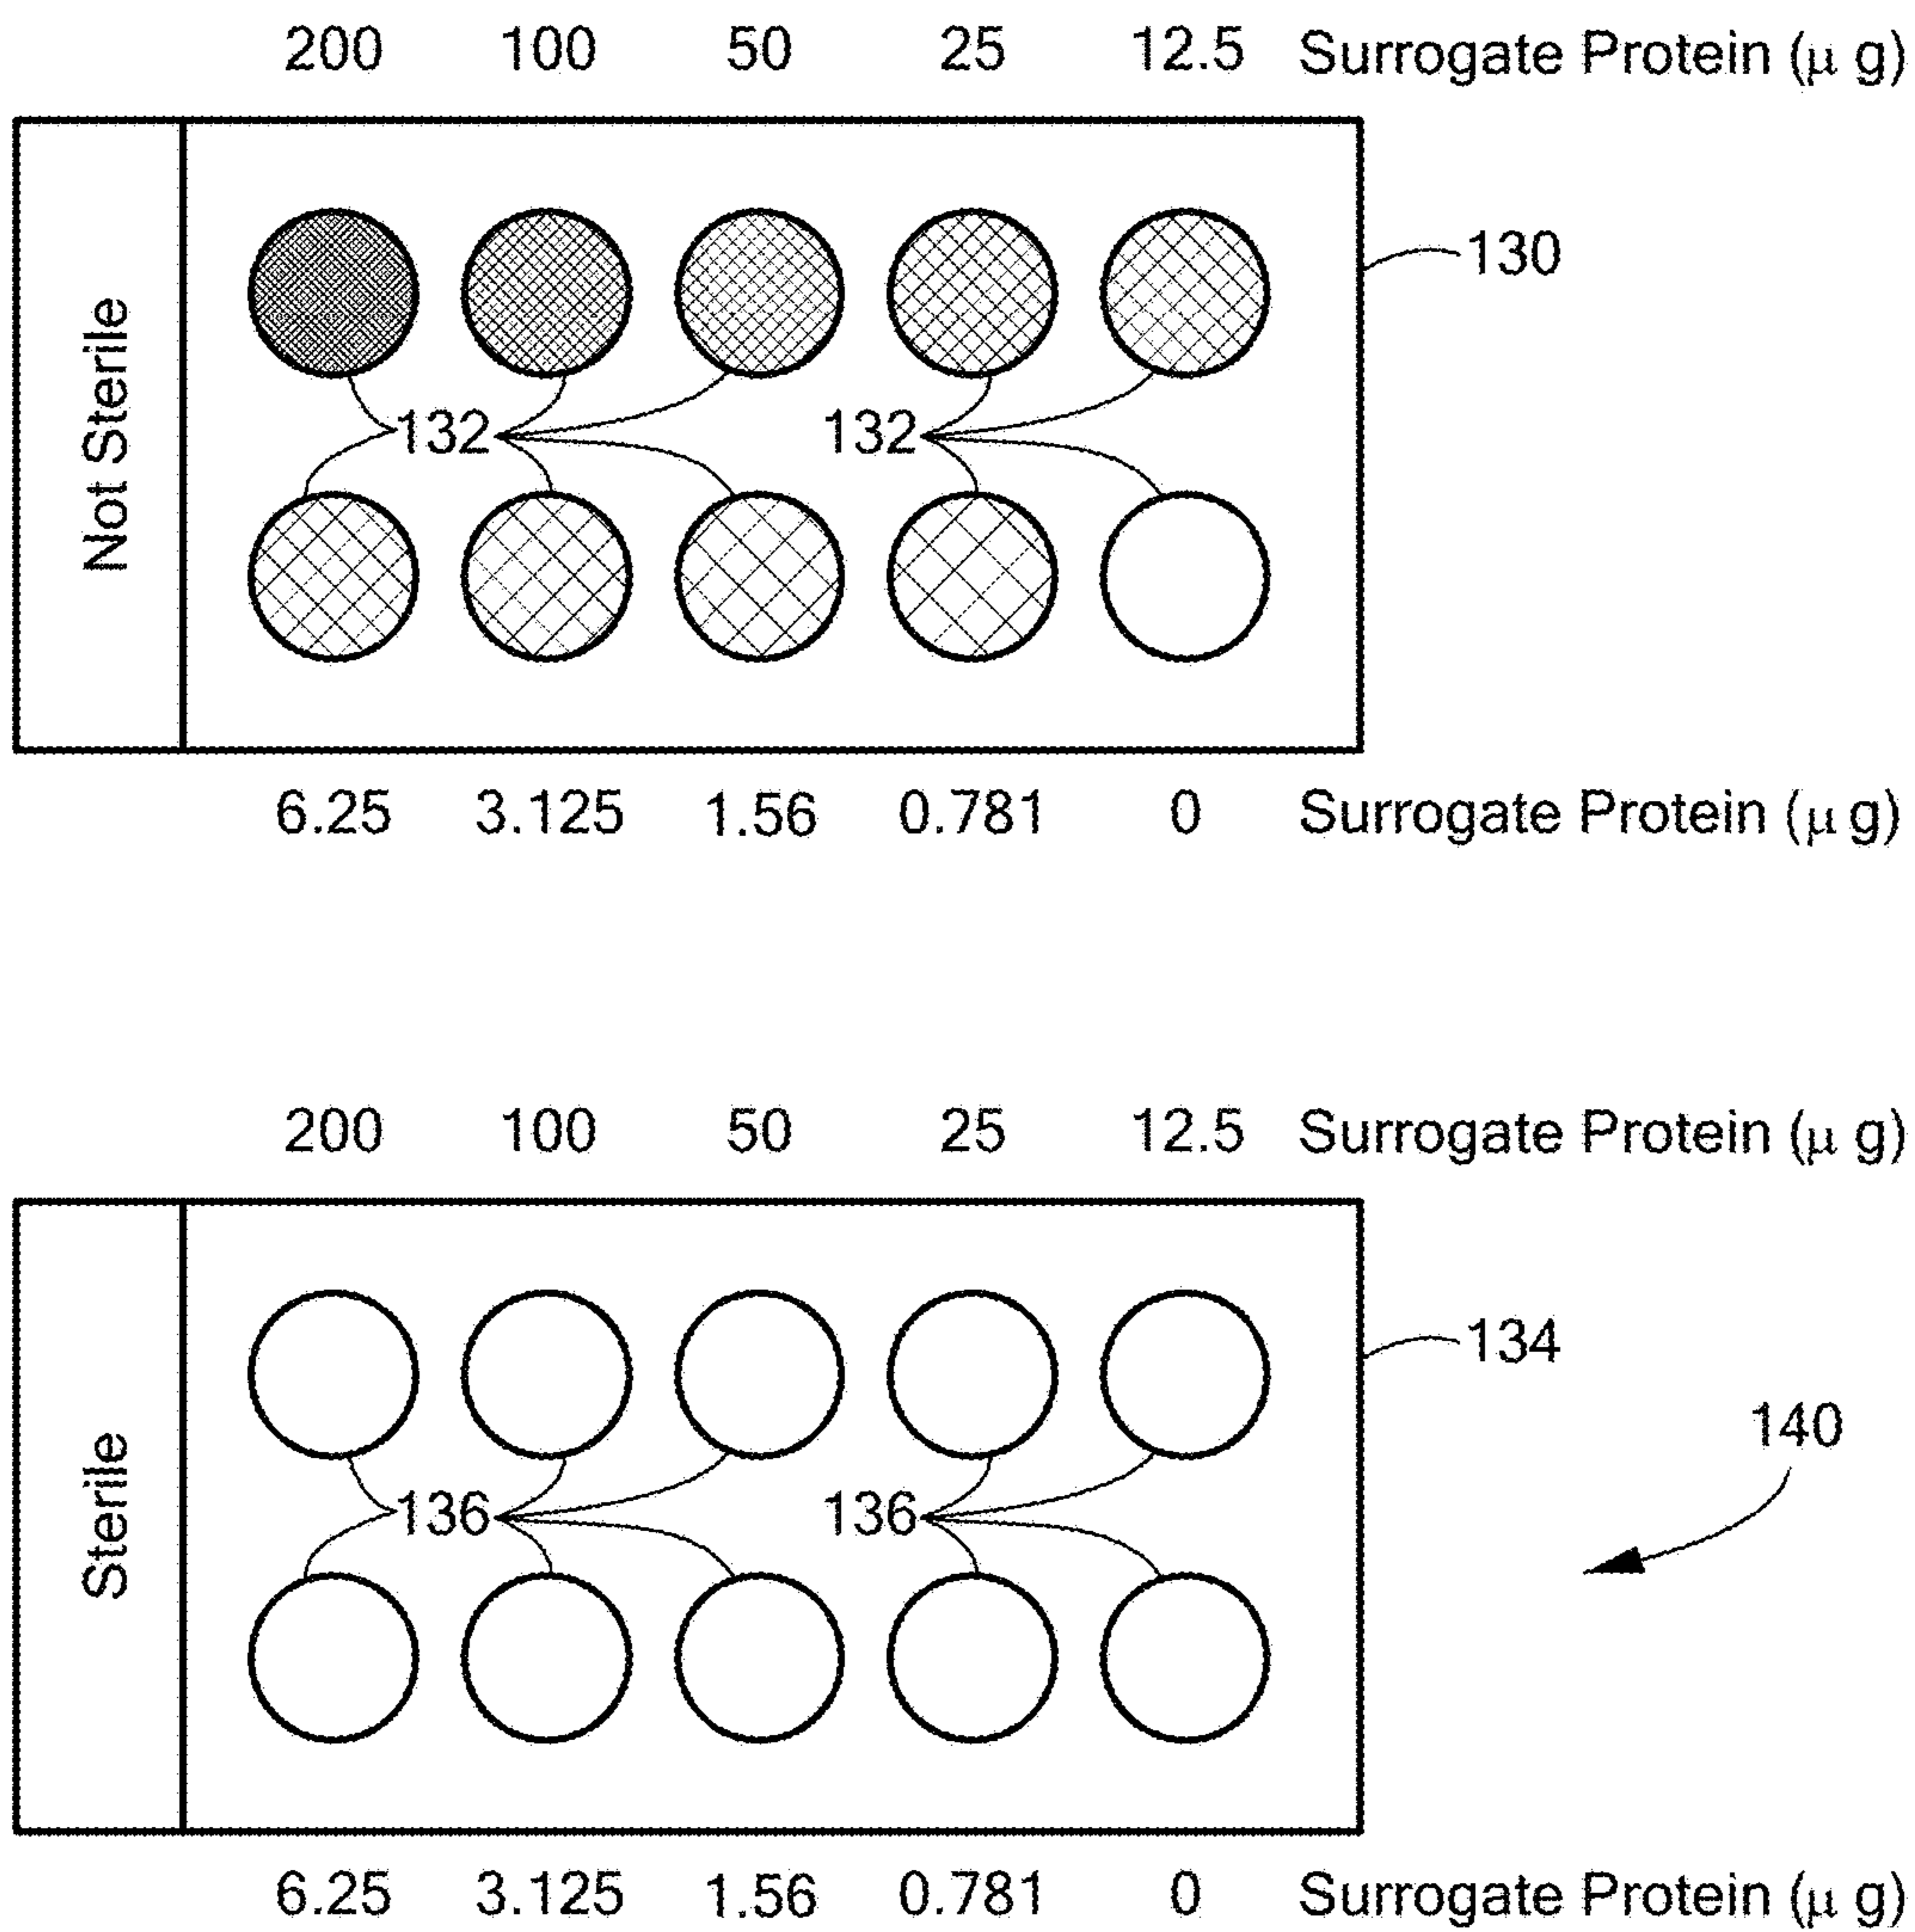 200 100 50 25 12.5 Surrogate Protein (μ g)
Not Sterile
130
132 132
6.25 3.125 1.56 0.781 0 Surrogate Protein (μ g)
200 100 50 25 12.5 Surrogate Protein (μ g)
Sterile
134
140
136 136
6.25 3.125 1.56 0.781 0 Surrogate Protein (μ g)